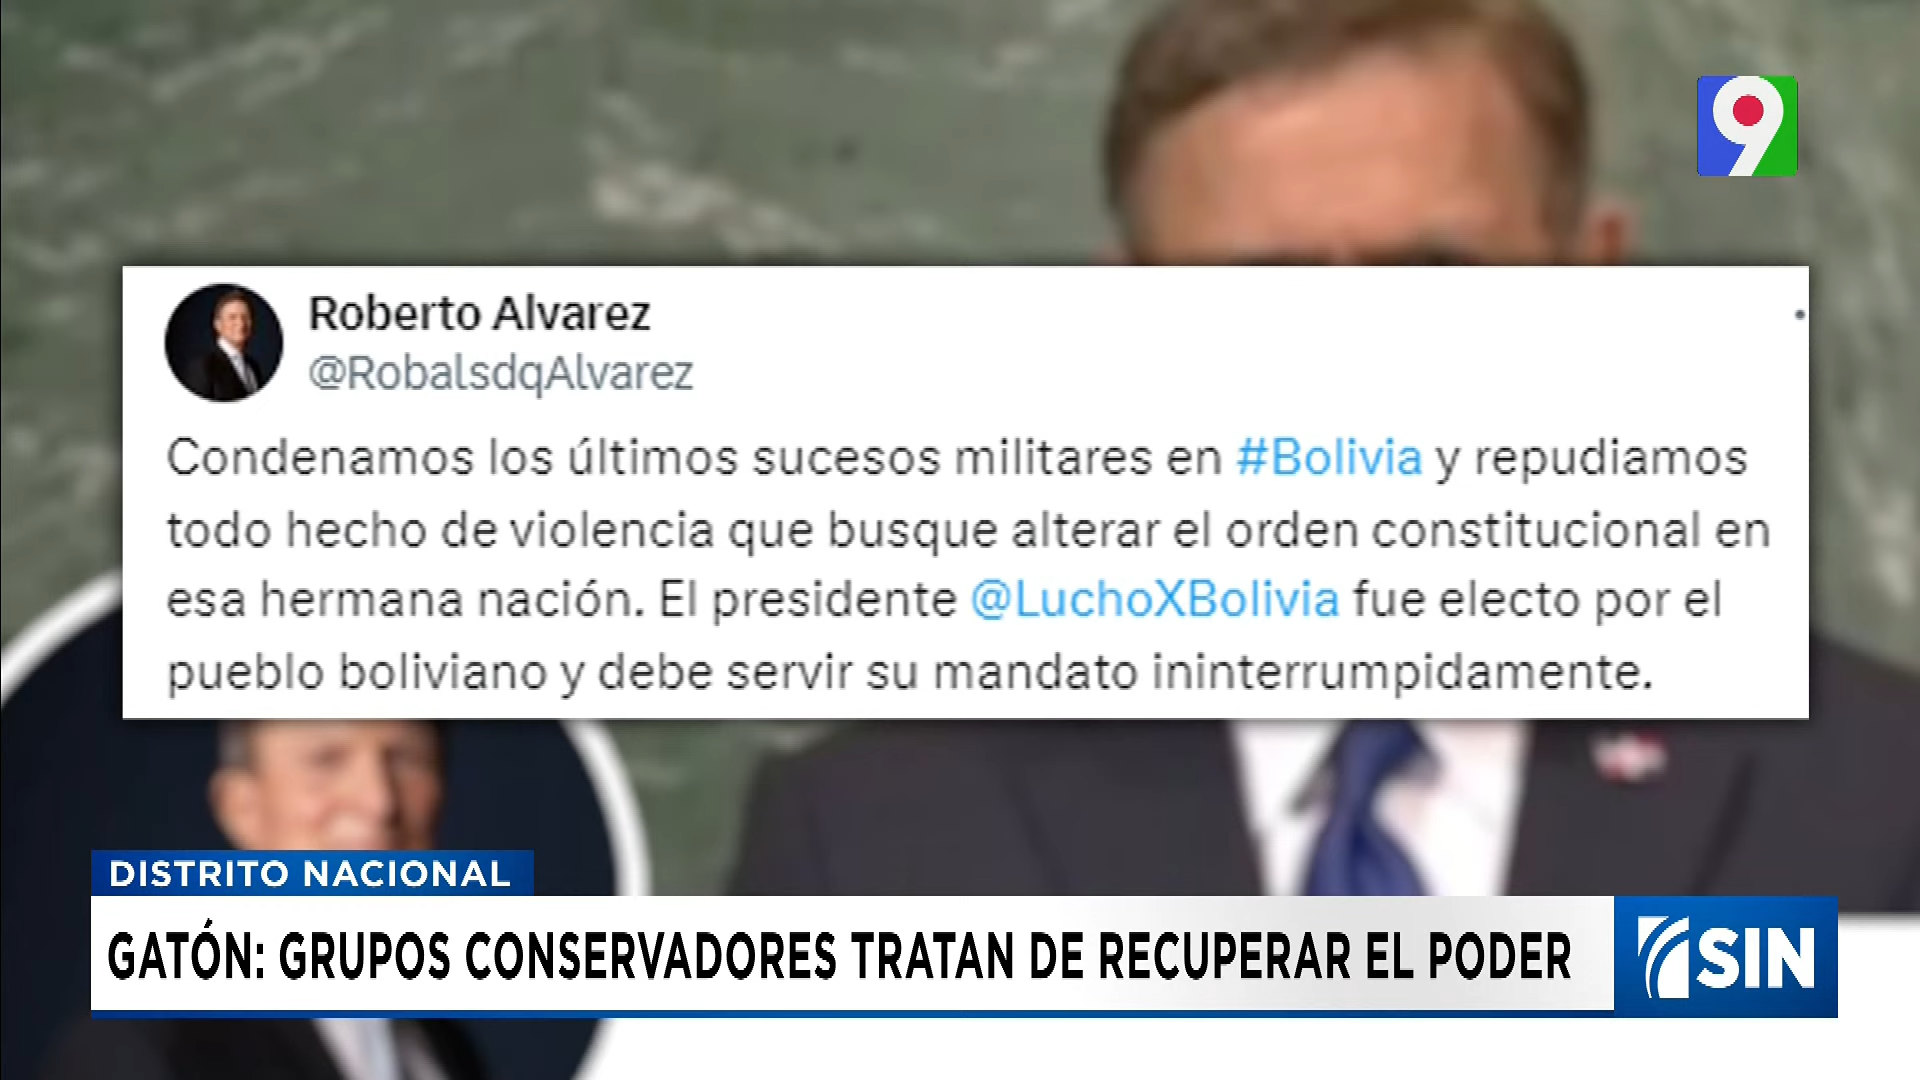 9
Roberto Alvarez
@RobalsdqAlvarez
Condenamos los últimos sucesos militares en #Bolivia y repudiamos
todo hecho de violencia que busque alterar el orden constitucional en
esa hermana nación. El presidente @LuchoXBolivia fue electo por el
pueblo boliviano y debe servir su mandato ininterrumpidamente.
DISTRITO NACIONAL
GATÓN: GRUPOS CONSERVADORES TRATAN DE RECUPERAR EL PODER
SIN